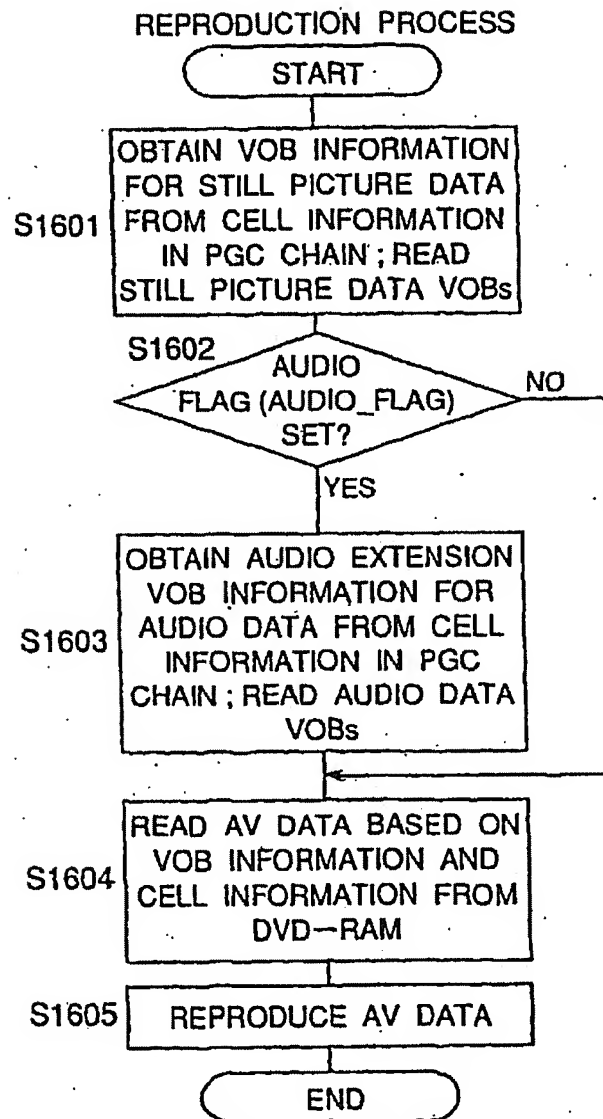 REPRODUCTION PROCESS
START
S1601
OBTAIN VOB INFORMATION
FOR STILL PICTURE DATA
FROM CELL INFORMATION
IN PGC CHAIN ; READ
STILL PICTURE DATA VOBs
S1602
AUDIO
FLAG (AUDIO_FLAG)
SET?
NO
YES
S1603
OBTAIN AUDIO EXTENSION
VOB INFORMATION FOR
AUDIO DATA FROM CELL
INFORMATION IN PGC
CHAIN ; READ AUDIO DATA
VOBs
S1604
READ AV DATA BASED ON
VOB INFORMATION AND
CELL INFORMATION FROM
DVD-RAM
S1605
REPRODUCE AV DATA
END